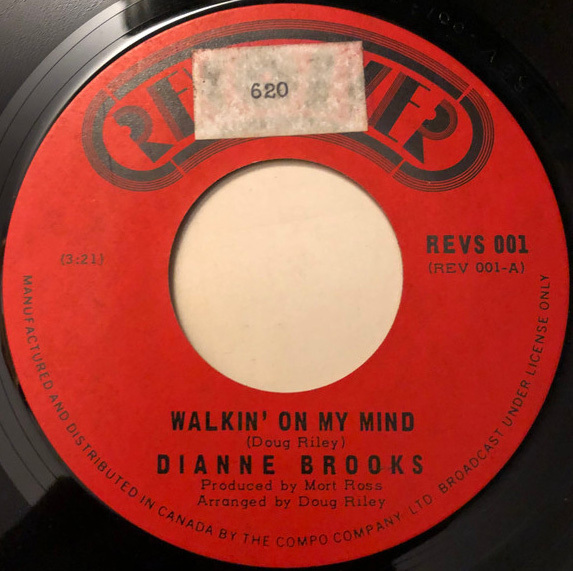 620
(3:21)
REVS 001
(REV 001-A)
WALKIN' ON MY MIND
(Doug Riley)
DIANNE BROOKS
Produced by Mort Ross
Arranged by Doug Riley
MANUFACTURED AND DISTRIBUTED IN CANADA BY THE COMPO COMPANY, LTD. BROADCAST UNDER LICENSE ONLY